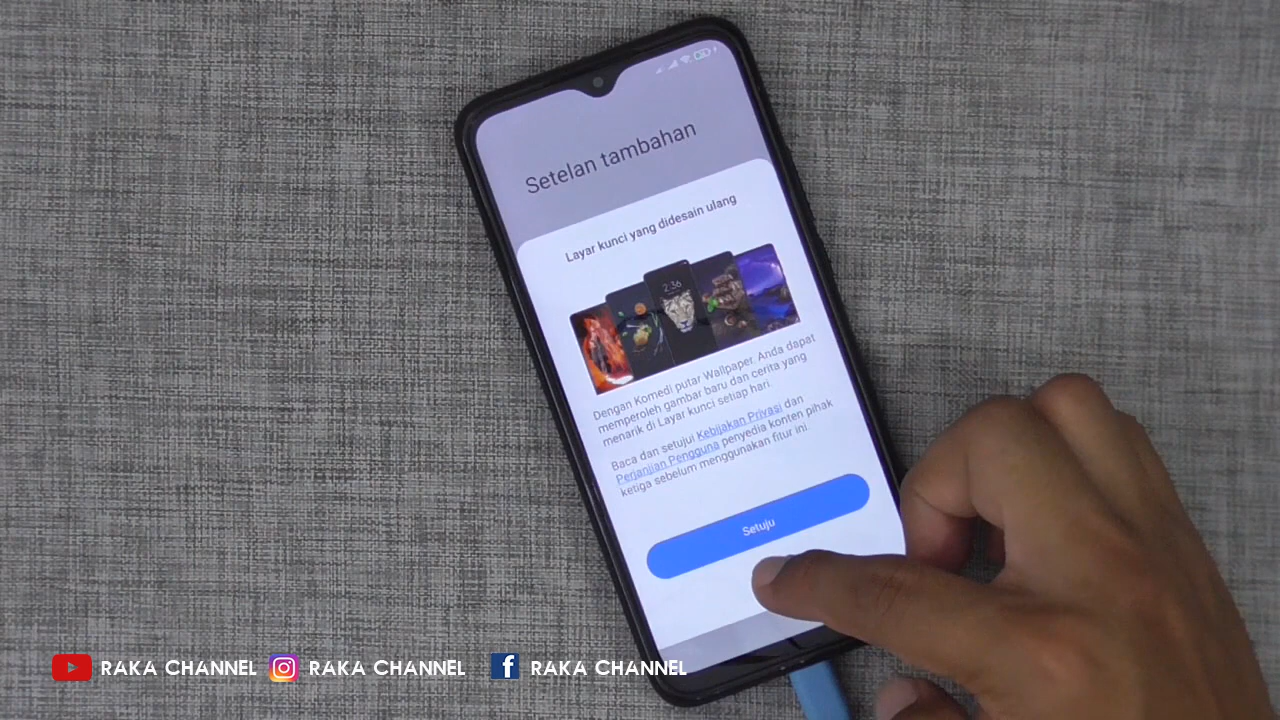 Setelan tambahan
Layar kunci yang didesain ulang
2:36
Dengan Komedi putar Wallpaper. Anda dapat
memperoleh gambar baru dan cerita yang
menarik di Layar kunci setiap hari.
Baca dan setujui Kebijakan Privasi dan
Perjanjian Pengguna penyedia konten pihak
ketiga sebelum menggunakan fitur ini.
Setuju
RAKA CHANNEL RAKA CHANNEL RAKA CHANNEL